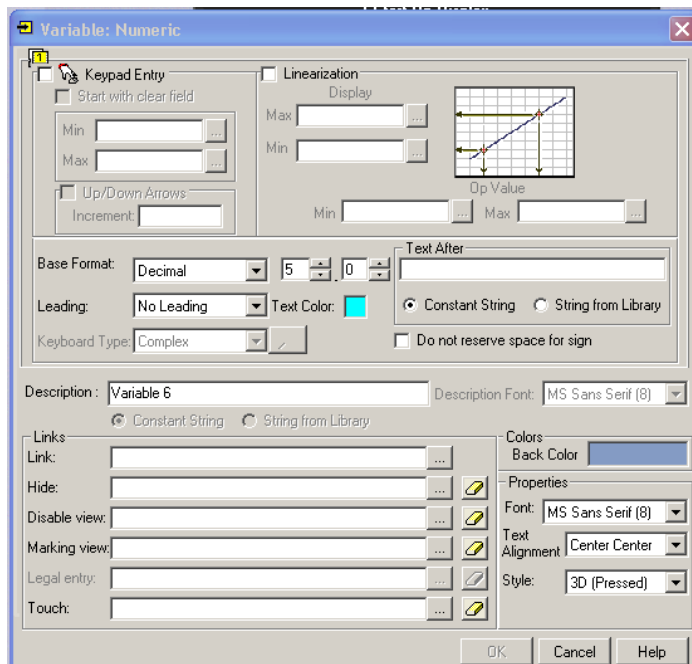 Variable: Numeric
1
Keypad Entry
Start with clear field
Min
...
Max
...
Up/Down Arrows
Increment:
Linearization
Display
Max
...
Min
...
Op Value
Min
...
Max
...
Base Format:
Decimal
5
.
0
Leading:
No Leading
Text Color:
Keyboard Type:
Complex
Text After
Constant String
String from Library
Do not reserve space for sign
Description :
Variable 6
Description Font:
MS Sans Serif (8)
Constant String
String from Library
Links
Link:
...
Hide:
...
Disable view:
...
Marking view:
...
Legal entry:
...
Touch:
...
Colors
Back Color
Properties
Font:
MS Sans Serif (8)
Text
Alignment
Center Center
Style:
3D (Pressed)
OK
Cancel
Help